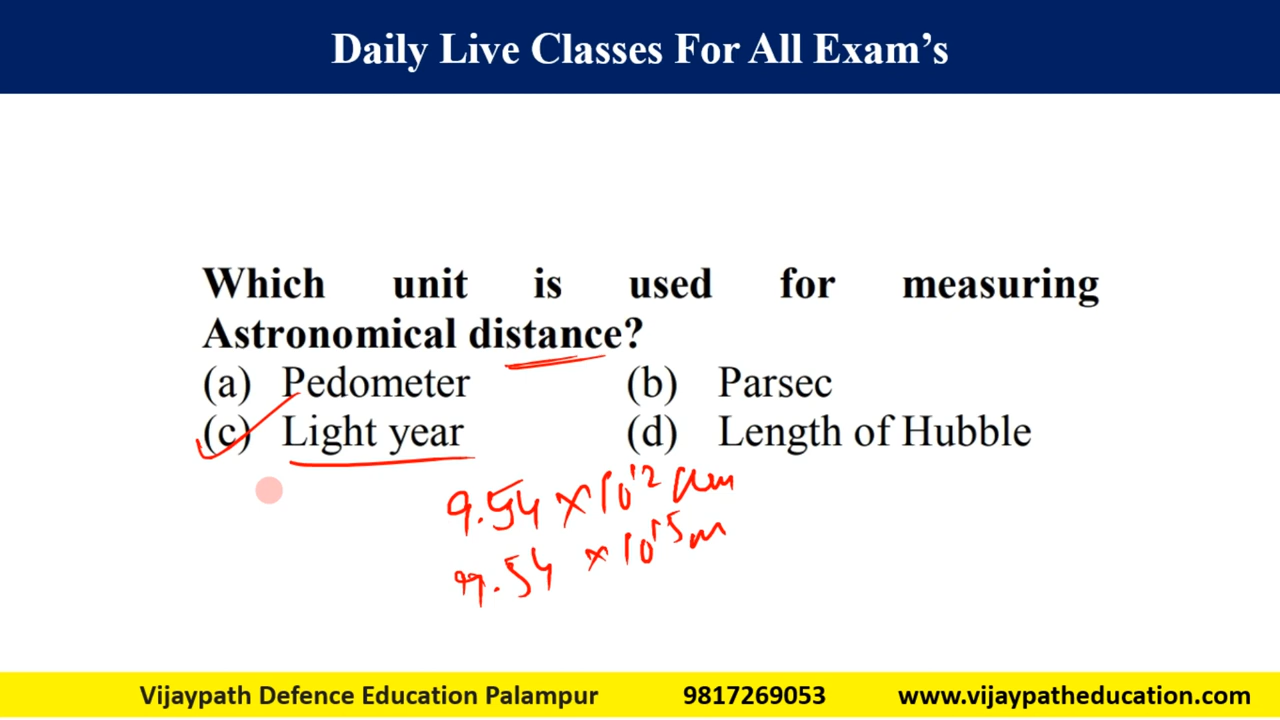 Daily Live Classes For All Exam's
Which unit is used for measuring
Astronomical distance?
(a) Pedometer (b) Parsec
(c) Light year (d) Length of Hubble
9.54 × 10¹² km
9.54 × 10¹⁵ m
Vijaypath Defence Education Palampur 9817269053 www.vijaypatheducation.com